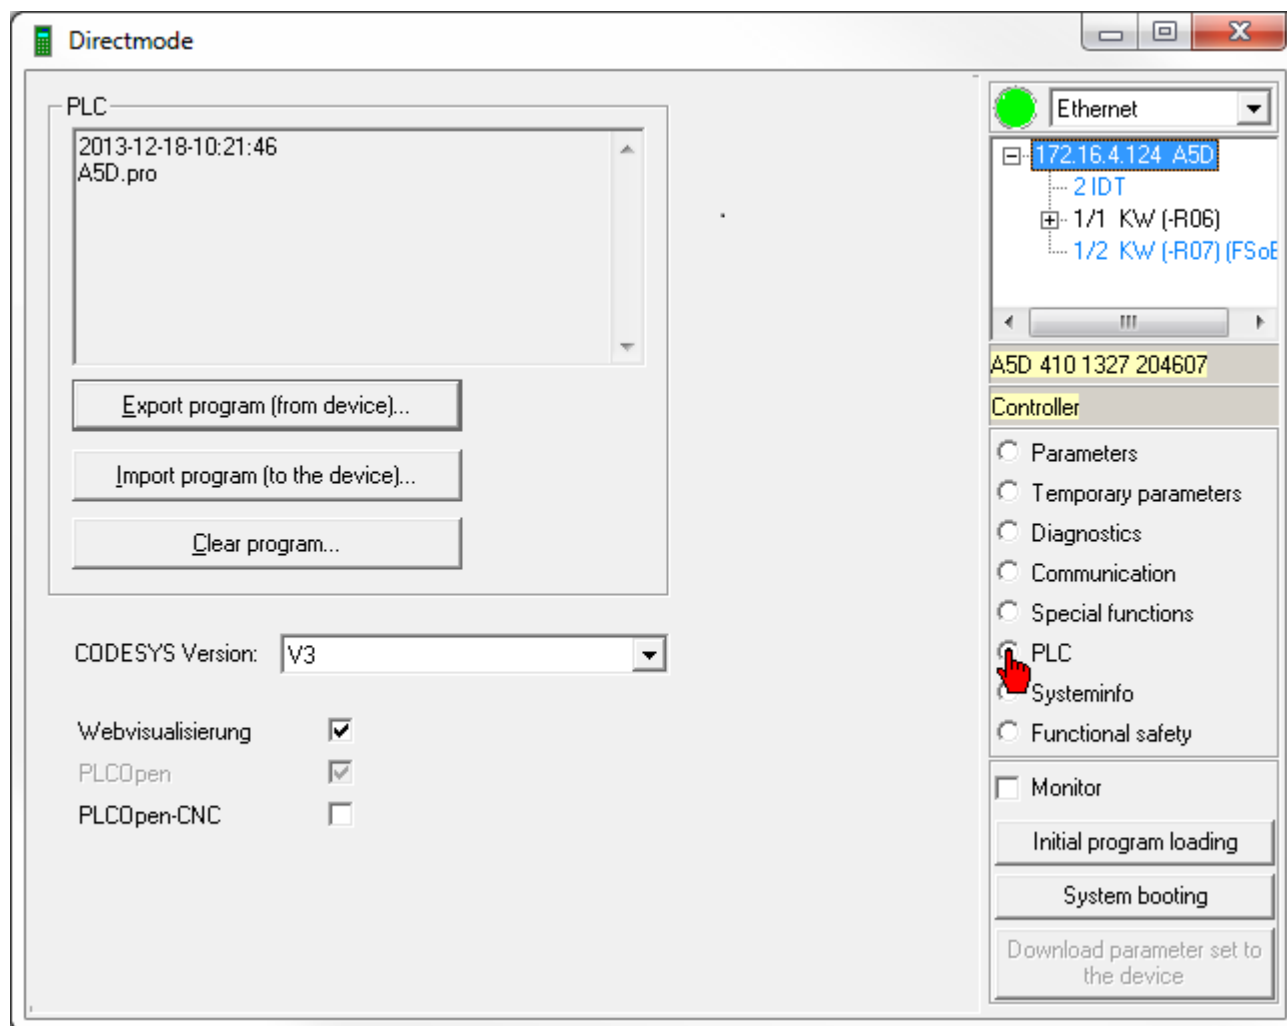 Directmode
PLC
2013-12-18-10:21:46
A5D.pro
Export program (from device)...
Import program (to the device)...
Clear program...
CODESYS Version:
V3
Webvisualisierung
PLCOpen
PLCOpen-CNC
Ethernet
172.16.4.124 A5D
2 IDT
1/1 KW (-R06)
1/2 KW (-R07) (FSoE
A5D 410 1327 204607
Controller
Parameters
Temporary parameters
Diagnostics
Communication
Special functions
PLC
Systeminfo
Functional safety
Monitor
Initial program loading
System booting
Download parameter set to
the device